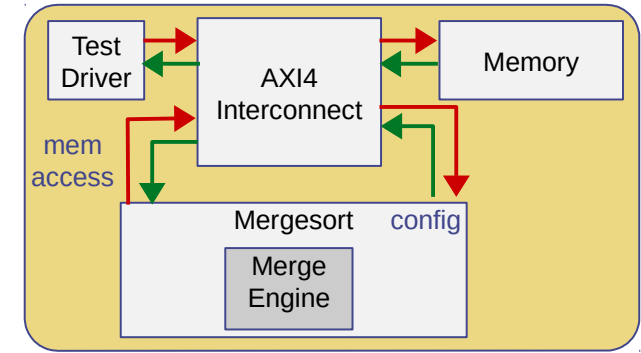 Test
Driver
AXI4
Interconnect
Memory
mem
access
Mergesort
config
Merge
Engine